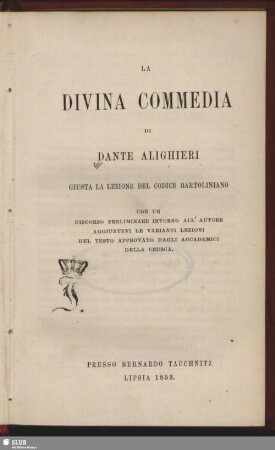 LA
DIVINA COMMEDIA
DI
DANTE ALIGHIERI
GIUSTA LA LEZIONE DEL CODICE BARTOLINIANO
CON UN
DISCORSO PRELIMINARE INTORNO ALL' AUTORE
AGGIUNTEVI LE VARIANTI LEZIONI
DEL TESTO APPROVATO DAGLI ACCADEMICI
DELLA CRUSCA.
PRESSO BERNARDO TAUCHNITZ
LIPSIA 1853.
SLUB